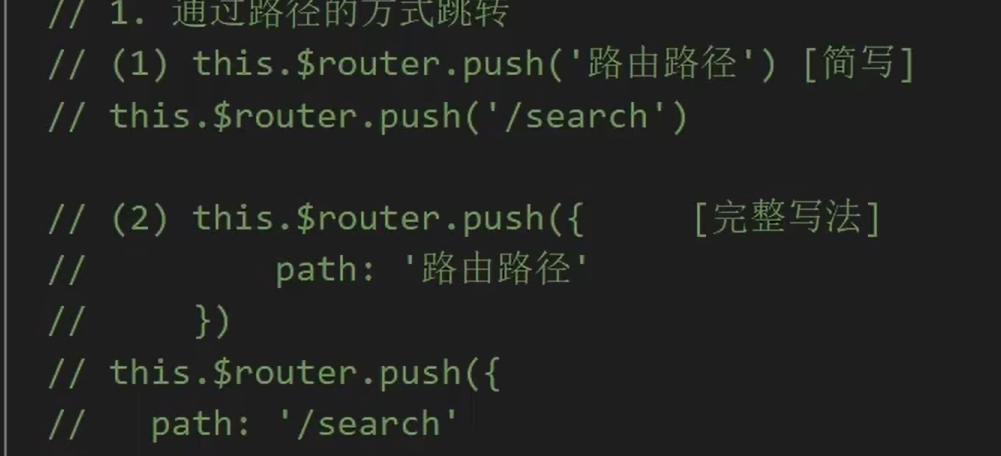 // 1. 通过路径的方式跳转
// (1) this.$router.push('路由路径') [简写]
// this.$router.push('/search')
// (2) this.$router.push({ [完整写法]
// path: '路由路径'
// })
// this.$router.push({
// path: '/search'